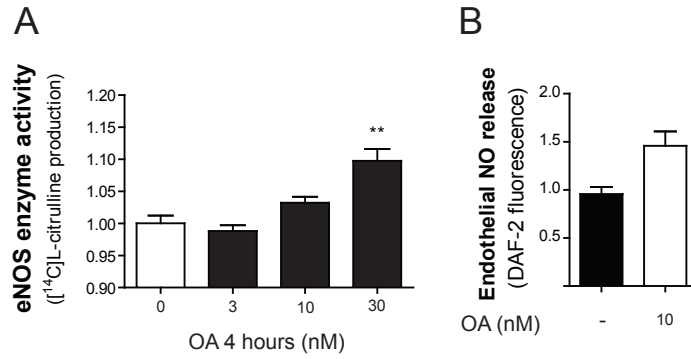 A
eNOS enzyme activity
([¹⁴C]L-citrulline production)
1.20
1.15
1.10
1.05
1.00
0.95
0.90
**
0
3
10
30
OA 4 hours (nM)
B
Endothelial NO release
(DAF-2 fluorescence)
2.0
1.5
1.0
0.5
OA (nM)
-
10